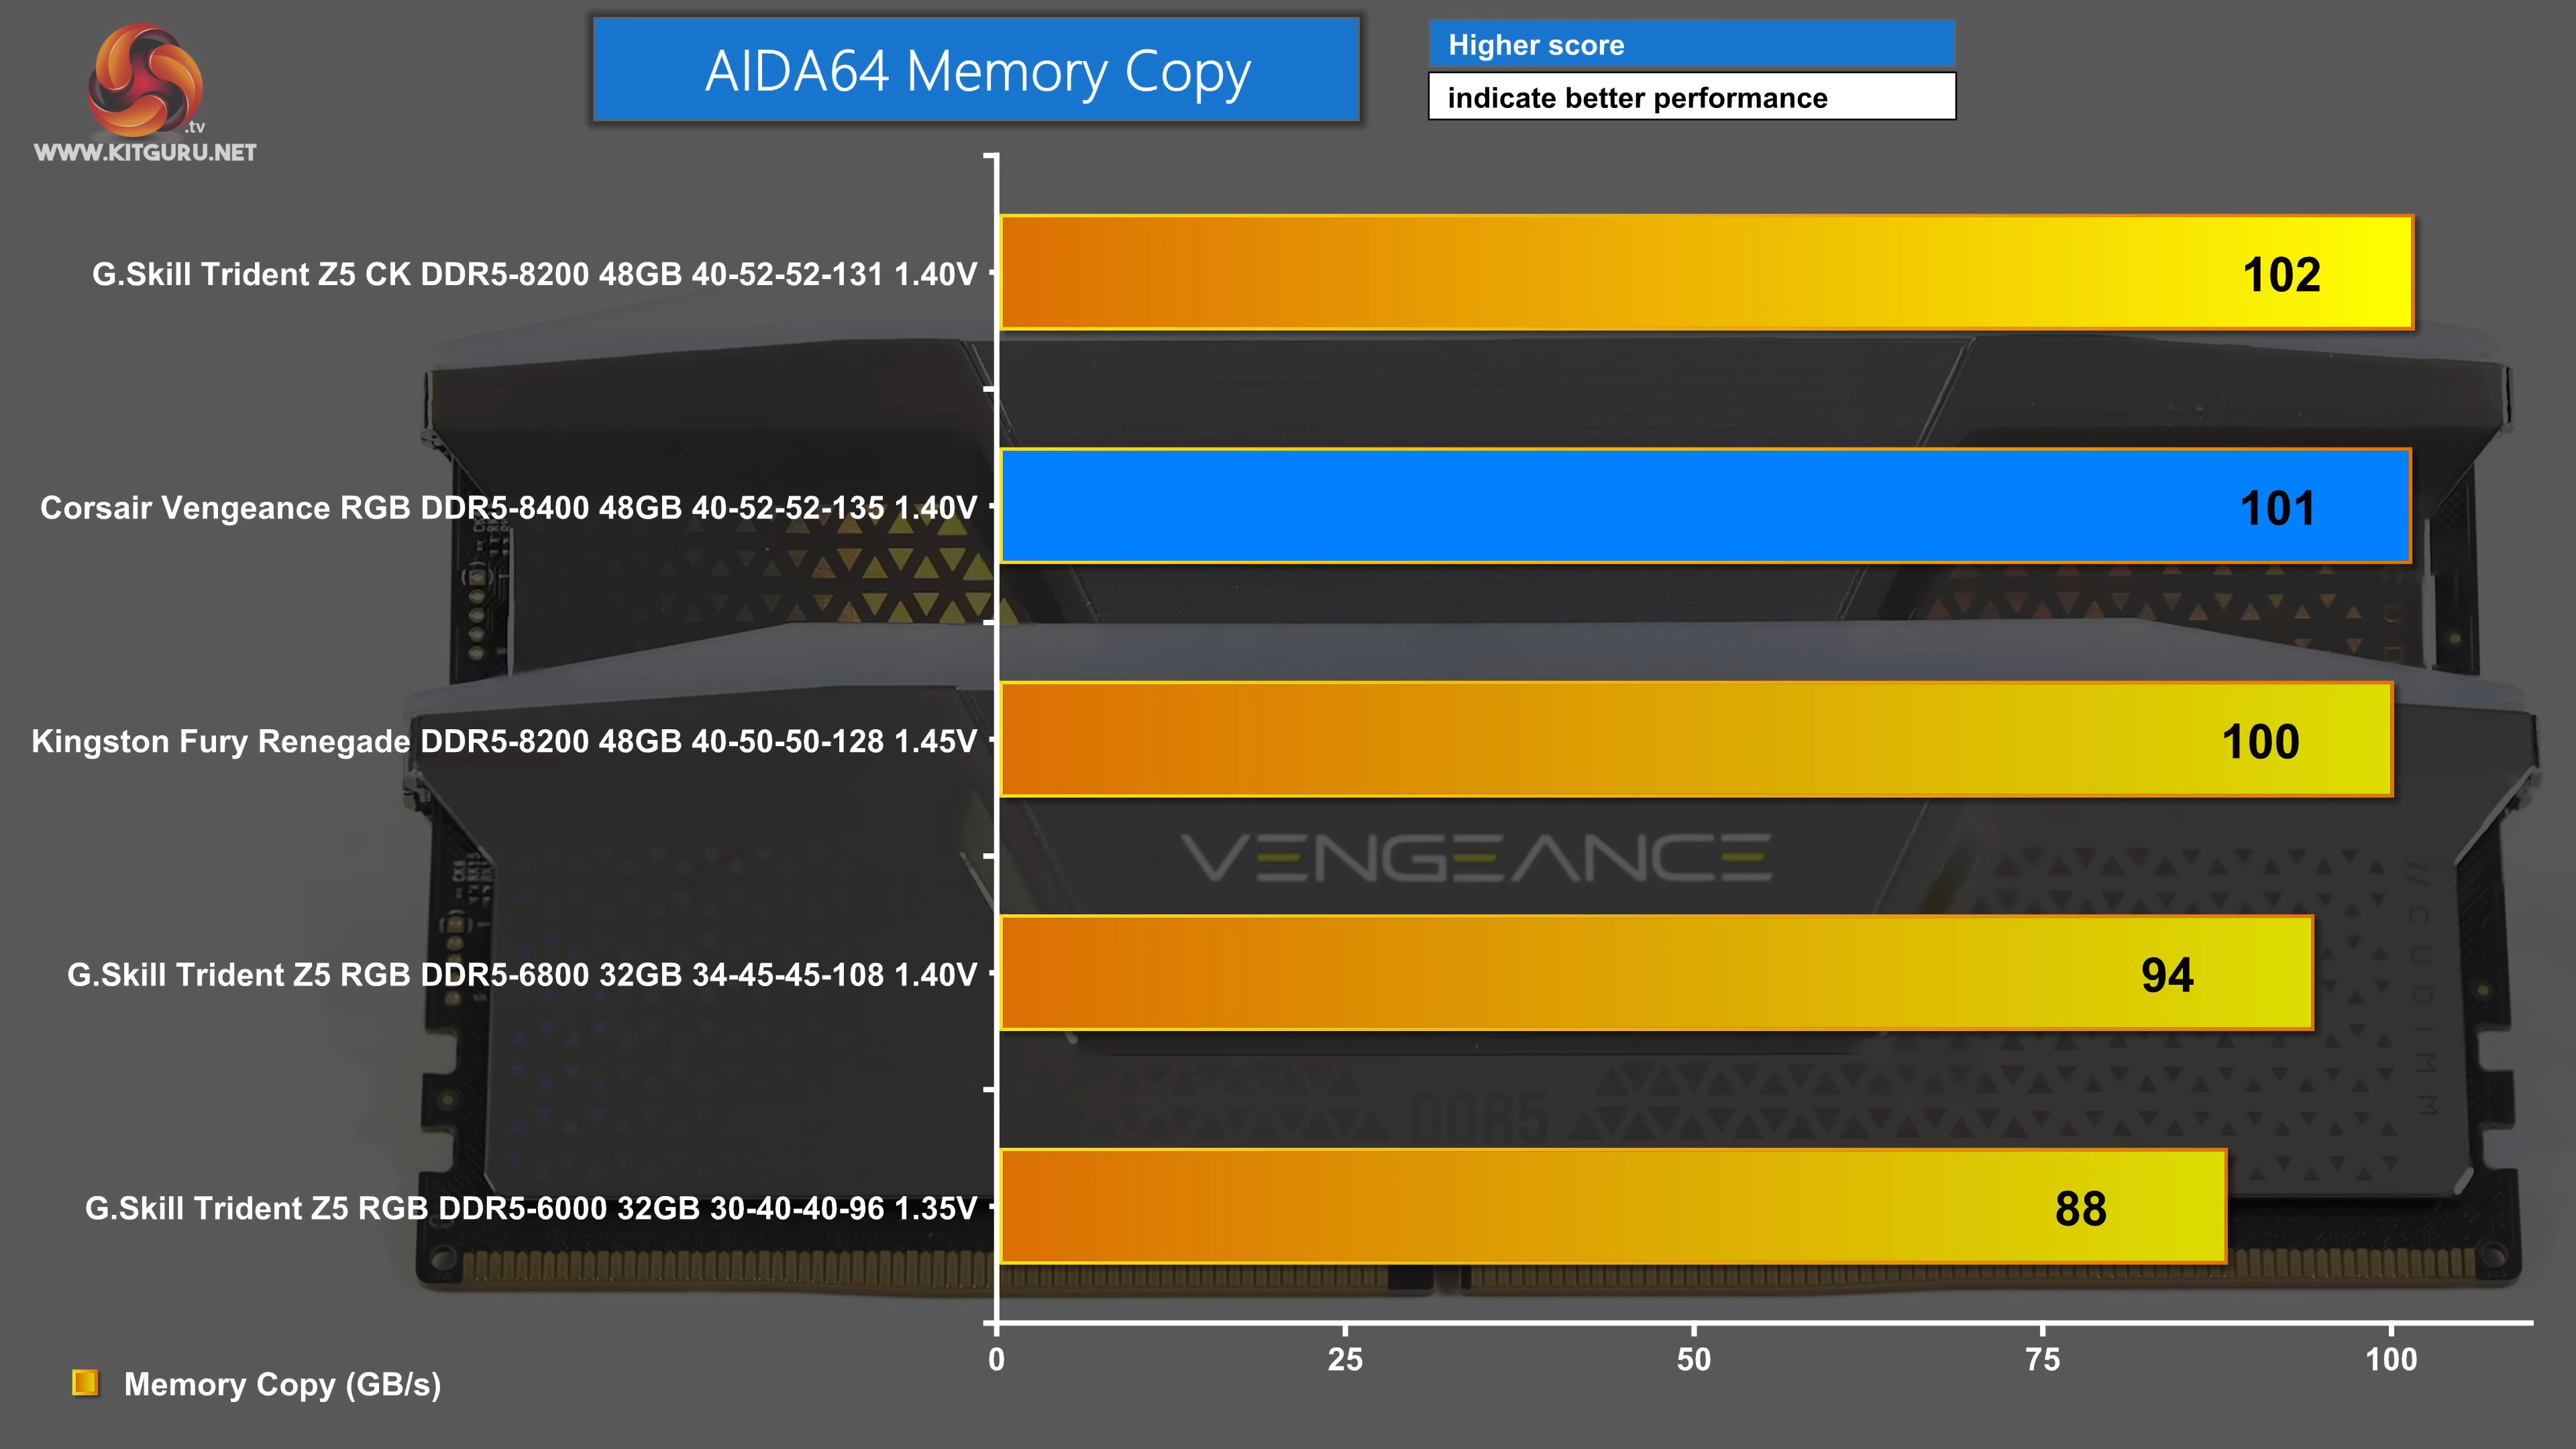 AIDA64 Memory Copy
Higher score
indicate better performance
.tv
WWW.KITGURU.NET
G.Skill Trident Z5 CK DDR5-8200 48GB 40-52-52-131 1.40V
102
Corsair Vengeance RGB DDR5-8400 48GB 40-52-52-135 1.40V
101
Kingston Fury Renegade DDR5-8200 48GB 40-50-50-128 1.45V
100
VENGEANCE
// CUDIMM
G.Skill Trident Z5 RGB DDR5-6800 32GB 34-45-45-108 1.40V
94
DDR5
G.Skill Trident Z5 RGB DDR5-6000 32GB 30-40-40-96 1.35V
88
0 25 50 75 100
Memory Copy (GB/s)